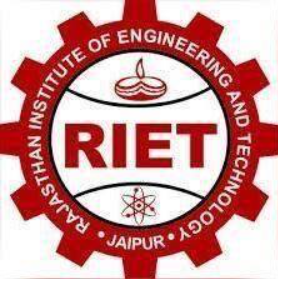 RAJASTHAN INSTITUTE OF ENGINEERING AND TECHNOLOGY
RIET
• JAIPUR •